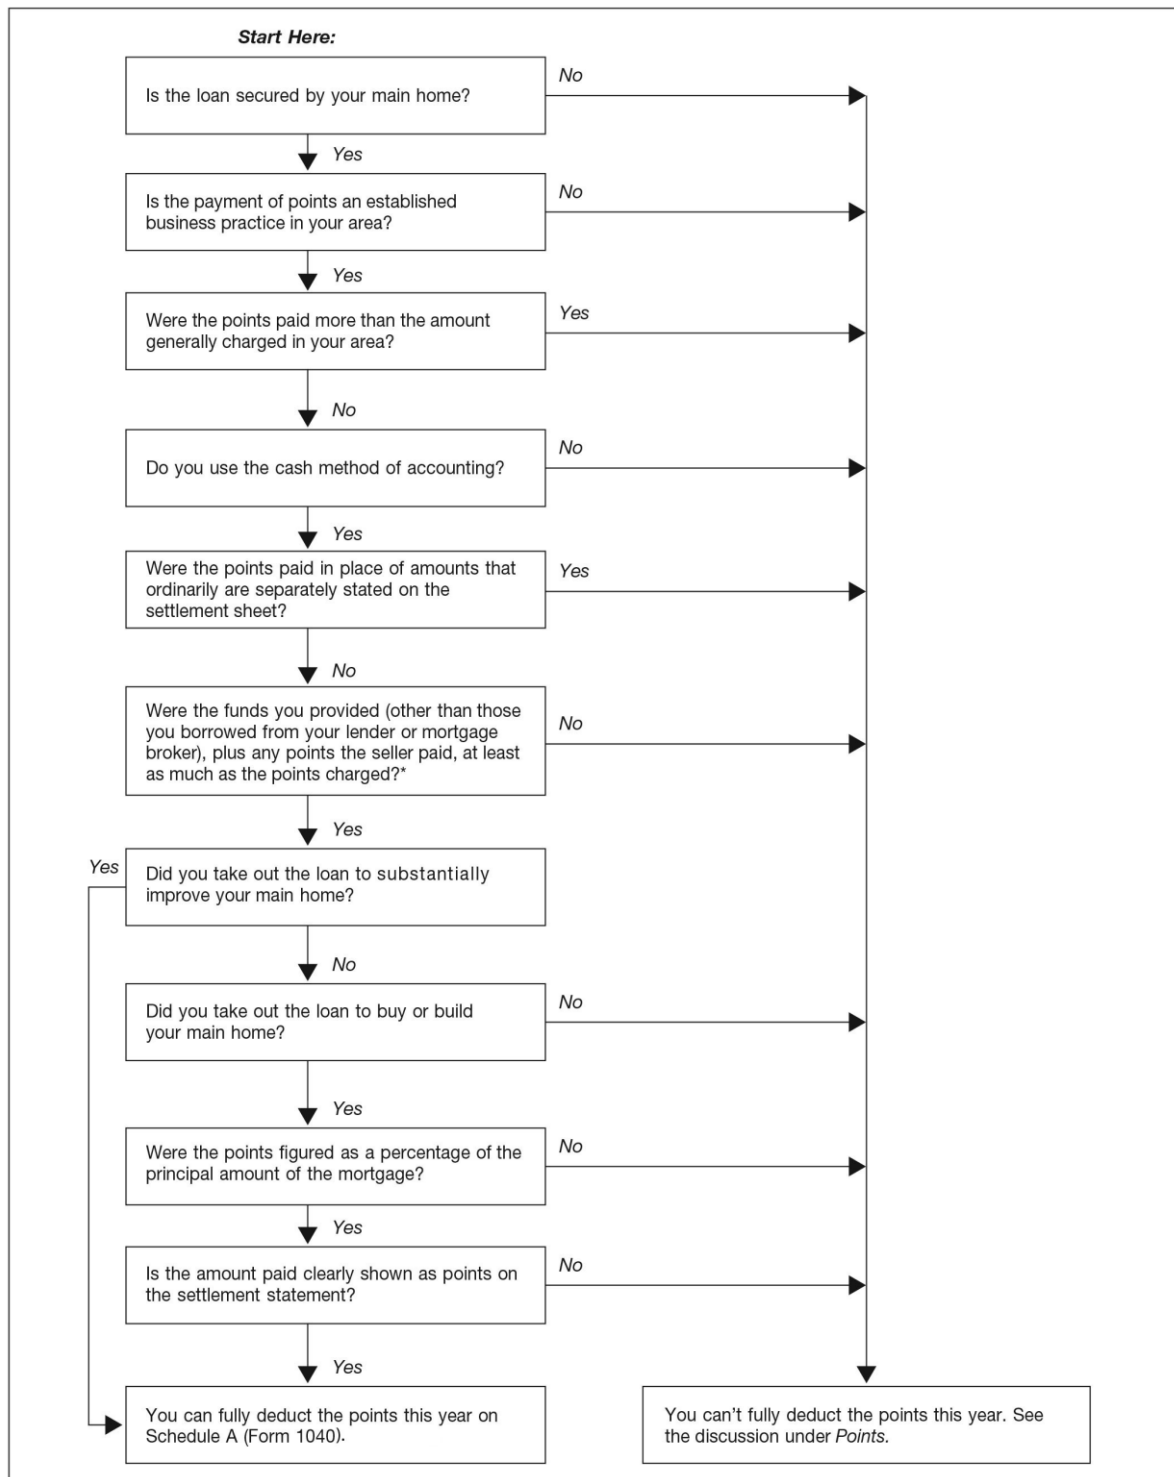 Start Here:
Is the loan secured by your main home?
No
Yes
Is the payment of points an established
business practice in your area?
No
Yes
Were the points paid more than the amount
generally charged in your area?
Yes
No
Do you use the cash method of accounting?
No
Yes
Were the points paid in place of amounts that
ordinarily are separately stated on the
settlement sheet?
Yes
No
Were the funds you provided (other than those
you borrowed from your lender or mortgage
broker), plus any points the seller paid, at least
as much as the points charged?*
No
Yes
Yes
Did you take out the loan to substantially
improve your main home?
No
Did you take out the loan to buy or build
your main home?
No
Yes
Were the points figured as a percentage of the
principal amount of the mortgage?
No
Yes
Is the amount paid clearly shown as points on
the settlement statement?
No
Yes
You can fully deduct the points this year on
Schedule A (Form 1040).
You can't fully deduct the points this year. See
the discussion under Points.